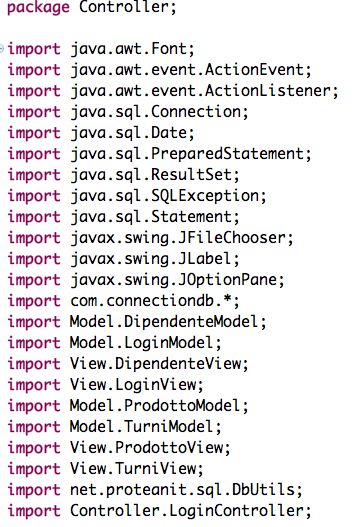 package Controller;
import java.awt.Font;
import java.awt.event.ActionEvent;
import java.awt.event.ActionListener;
import java.sql.Connection;
import java.sql.Date;
import java.sql.PreparedStatement;
import java.sql.ResultSet;
import java.sql.SQLException;
import java.sql.Statement;
import javax.swing.JFileChooser;
import javax.swing.JLabel;
import javax.swing.JOptionPane;
import com.connectiondb.*;
import Model.DipendenteModel;
import Model.LoginModel;
import View.DipendenteView;
import View.LoginView;
import Model.ProdottoModel;
import Model.TurniModel;
import View.ProdottoView;
import View.TurniView;
import net.proteanit.sql.DbUtils;
import Controller.LoginController;